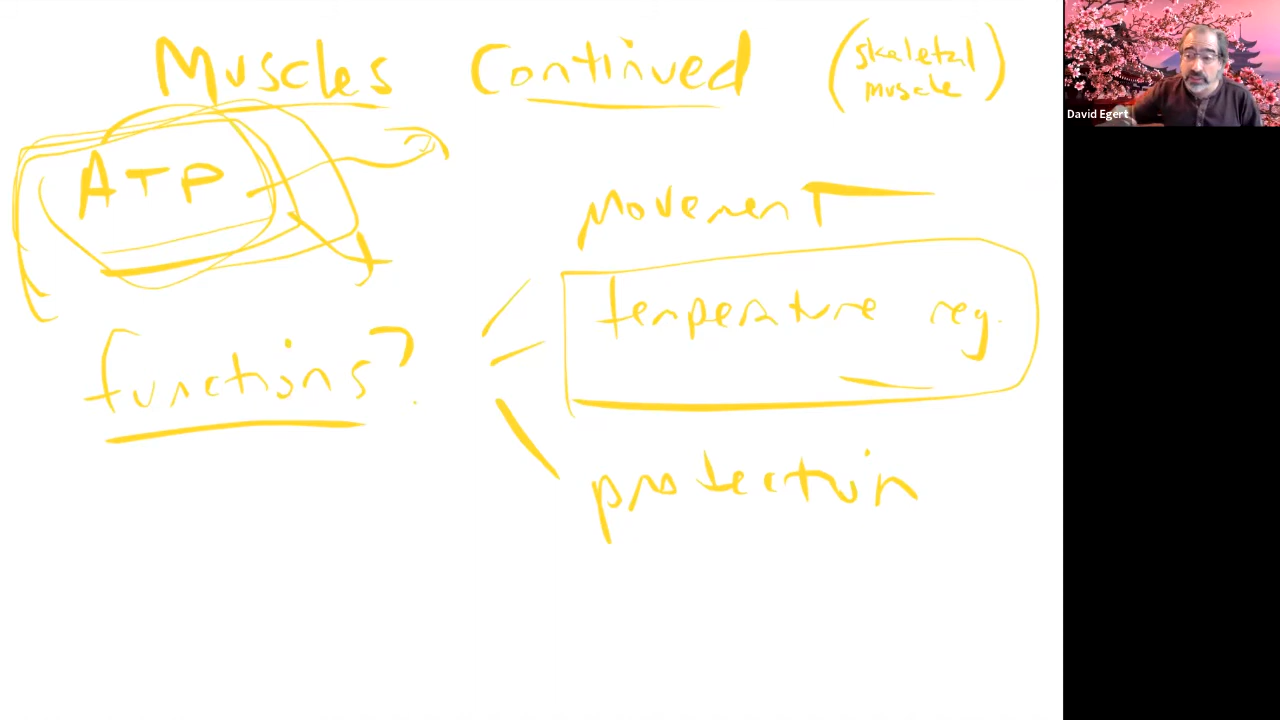 Muscles Continued (skeletal muscle)
ATP
movement
temperature reg.
functions?
protection
David Egert